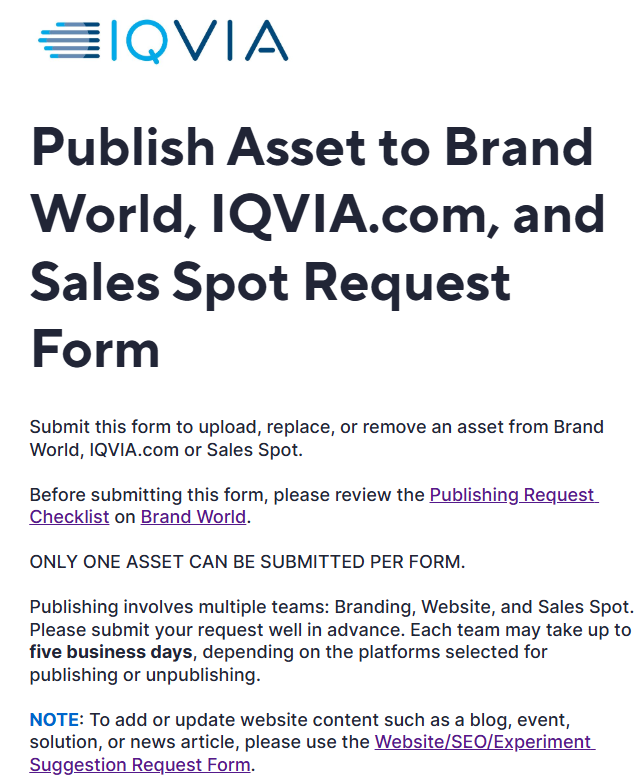 IQVIA
Publish Asset to Brand
World, IQVIA.com, and
Sales Spot Request
Form
Submit this form to upload, replace, or remove an asset from Brand
World, IQVIA.com or Sales Spot.
Before submitting this form, please review the Publishing Request
Checklist on Brand World.
ONLY ONE ASSET CAN BE SUBMITTED PER FORM.
Publishing involves multiple teams: Branding, Website, and Sales Spot.
Please submit your request well in advance. Each team may take up to
five business days, depending on the platforms selected for
publishing or unpublishing.
NOTE: To add or update website content such as a blog, event,
solution, or news article, please use the Website/SEO/Experiment
Suggestion Request Form.